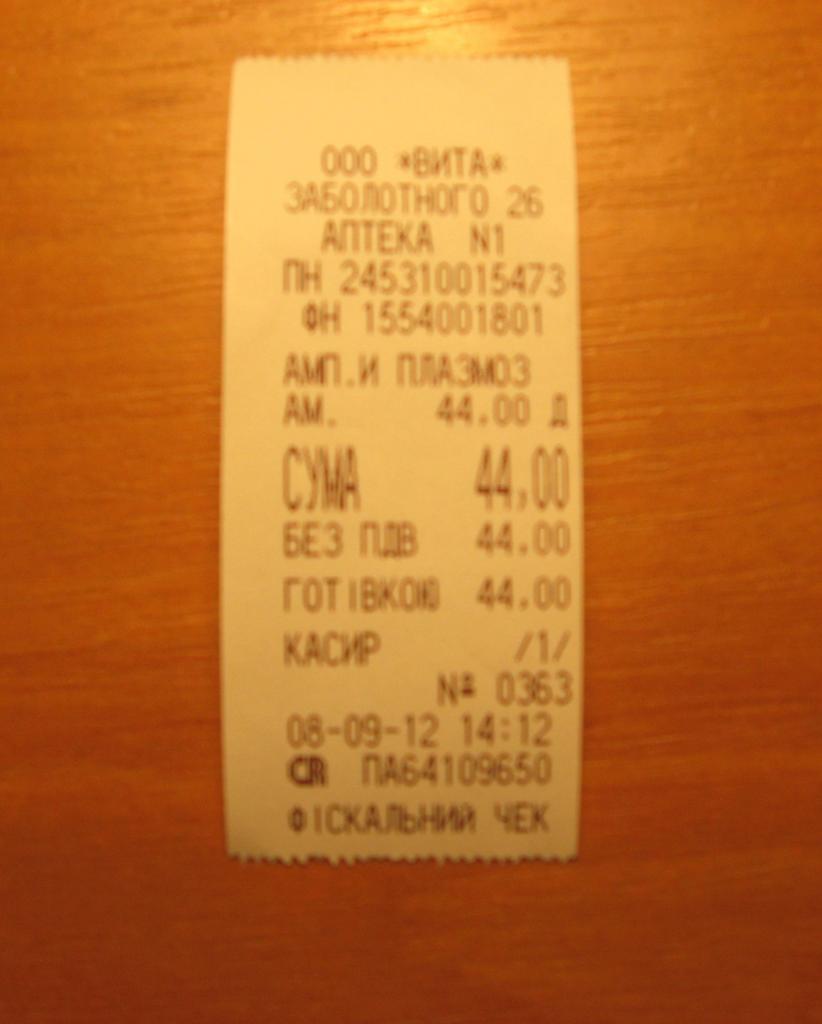 ООО *ВИТА*
ЗАБОЛОТНОГО 26
АПТЕКА N1
ПН 245310015473
ФН 1554001801
АМП.И ПЛАЗМОЗ
АМ. 44.00 Д
СУМА 44,00
БЕЗ ПДВ 44.00
ГОТІВКОЮ 44.00
КАСИР /1/
№ 0363
08-09-12 14:12
CR ПА64109650
ФІСКАЛЬНИЙ ЧЕК